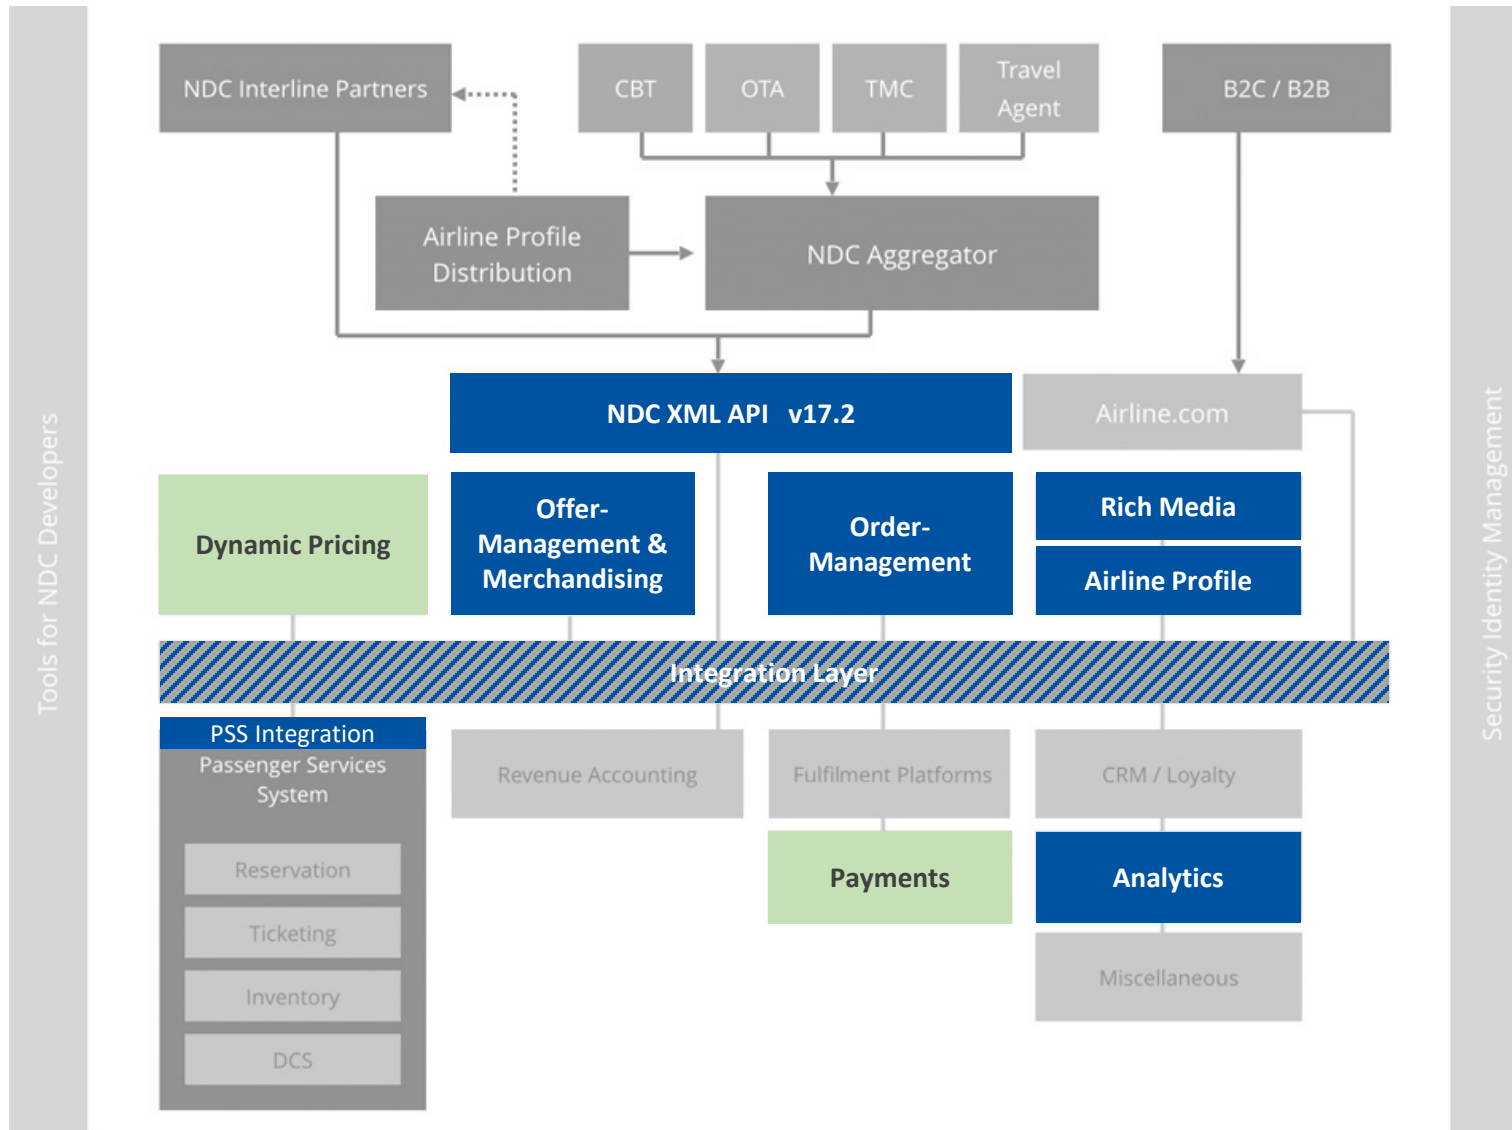 NDC Interline Partners
CBT
OTA
TMC
Travel
Agent
B2C / B2B
Airline Profile
Distribution
NDC Aggregator
NDC XML API   v17.2
Airline.com
Tools for NDC Developers
Security Identity Management
Dynamic Pricing
Offer-
Management &
Merchandising
Order-
Management
Rich Media
Airline Profile
Integration Layer
PSS Integration
Passenger Services
System
Reservation
Ticketing
Inventory
DCS
Revenue Accounting
Fulfilment Platforms
Payments
CRM / Loyalty
Analytics
Miscellaneous